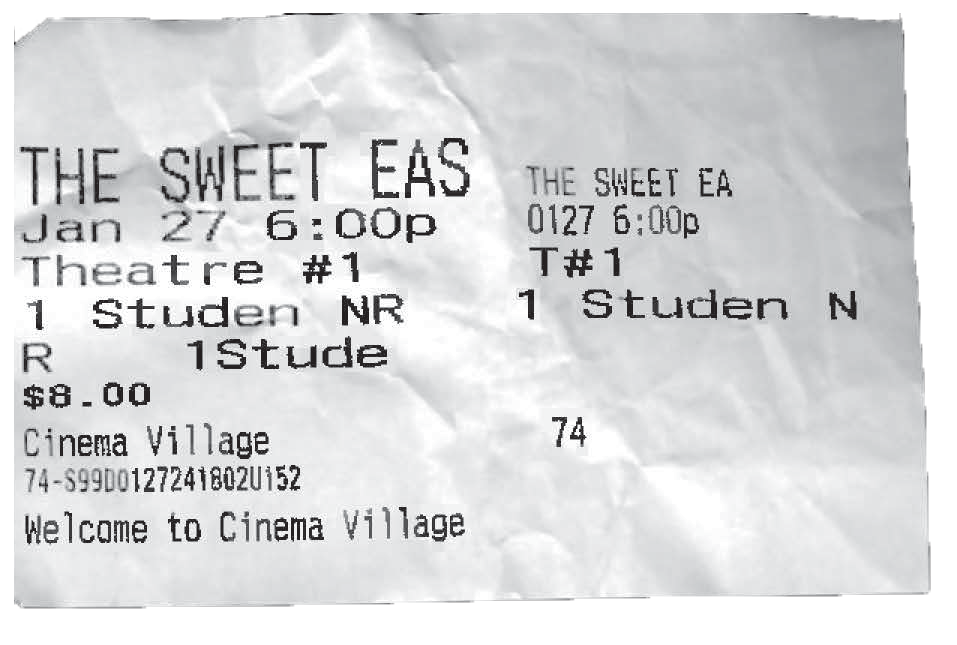 THE SWEET EAS
Jan 27 6:00p
Theatre #1
1 Studen NR
R 1Stude
$8.00
Cinema Village
74-S99D0127241802U152
Welcome to Cinema Village
THE SWEET EA
0127 6:00p
T#1
1 Studen N
74